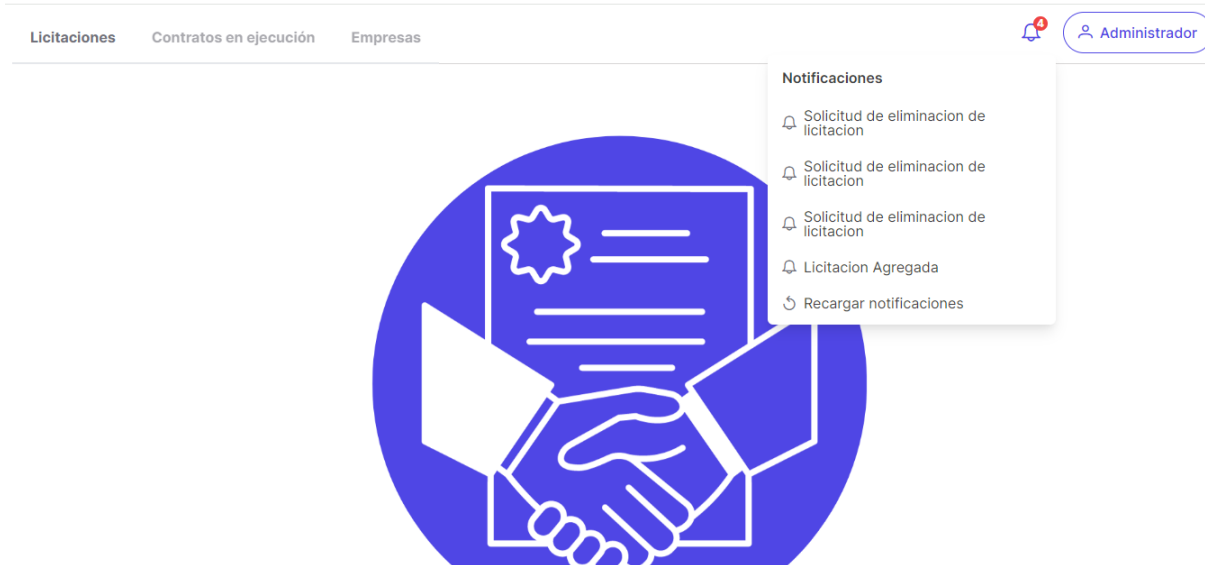 Licitaciones Contratos en ejecución Empresas 4 Administrador
Notificaciones
Solicitud de eliminacion de
licitacion
Solicitud de eliminacion de
licitacion
Solicitud de eliminacion de
licitacion
Licitacion Agregada
Recargar notificaciones